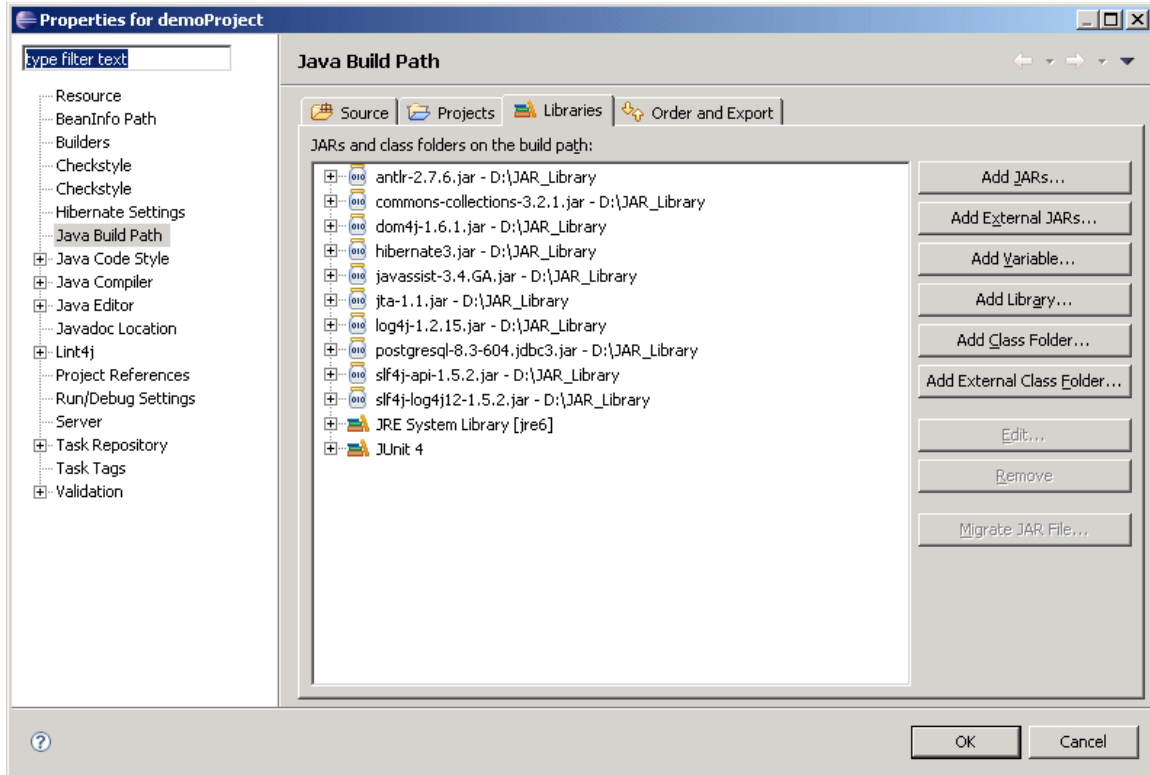 Properties for demoProject
type filter text
Resource
BeanInfo Path
Builders
Checkstyle
Checkstyle
Hibernate Settings
Java Build Path
Java Code Style
Java Compiler
Java Editor
Javadoc Location
Lint4j
Project References
Run/Debug Settings
Server
Task Repository
Task Tags
Validation
Java Build Path
Source Projects Libraries Order and Export
JARs and class folders on the build path:
antlr-2.7.6.jar - D:\JAR_Library
commons-collections-3.2.1.jar - D:\JAR_Library
dom4j-1.6.1.jar - D:\JAR_Library
hibernate3.jar - D:\JAR_Library
javassist-3.4.GA.jar - D:\JAR_Library
jta-1.1.jar - D:\JAR_Library
log4j-1.2.15.jar - D:\JAR_Library
postgresql-8.3-604.jdbc3.jar - D:\JAR_Library
slf4j-api-1.5.2.jar - D:\JAR_Library
slf4j-log4j12-1.5.2.jar - D:\JAR_Library
JRE System Library [jre6]
JUnit 4
Add JARs...
Add External JARs...
Add Variable...
Add Library...
Add Class Folder...
Add External Class Folder...
Edit...
Remove
Migrate JAR File...
OK Cancel